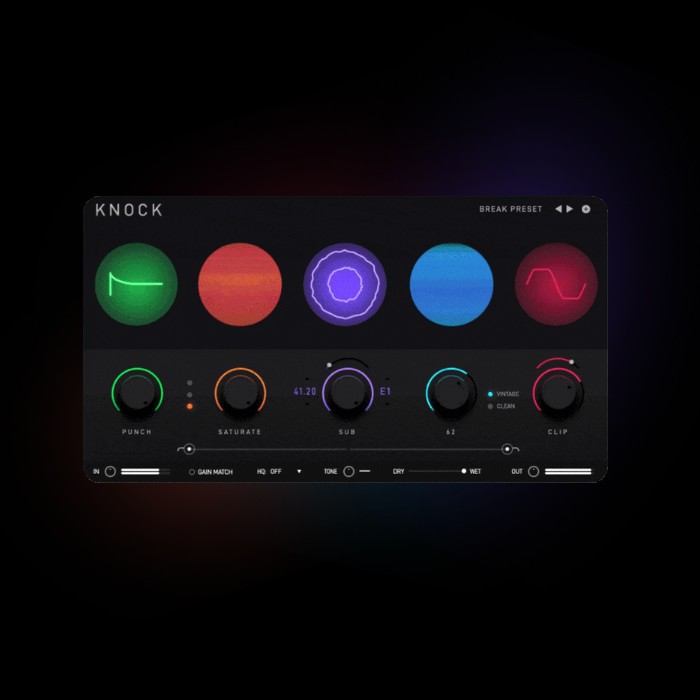 KNOCK
BREAK PRESET
41.20 E1
VINTAGE
CLEAN
PUNCH SATURATE SUB 62 CLIP
IN GAIN MATCH HQ: OFF TONE DRY WET OUT